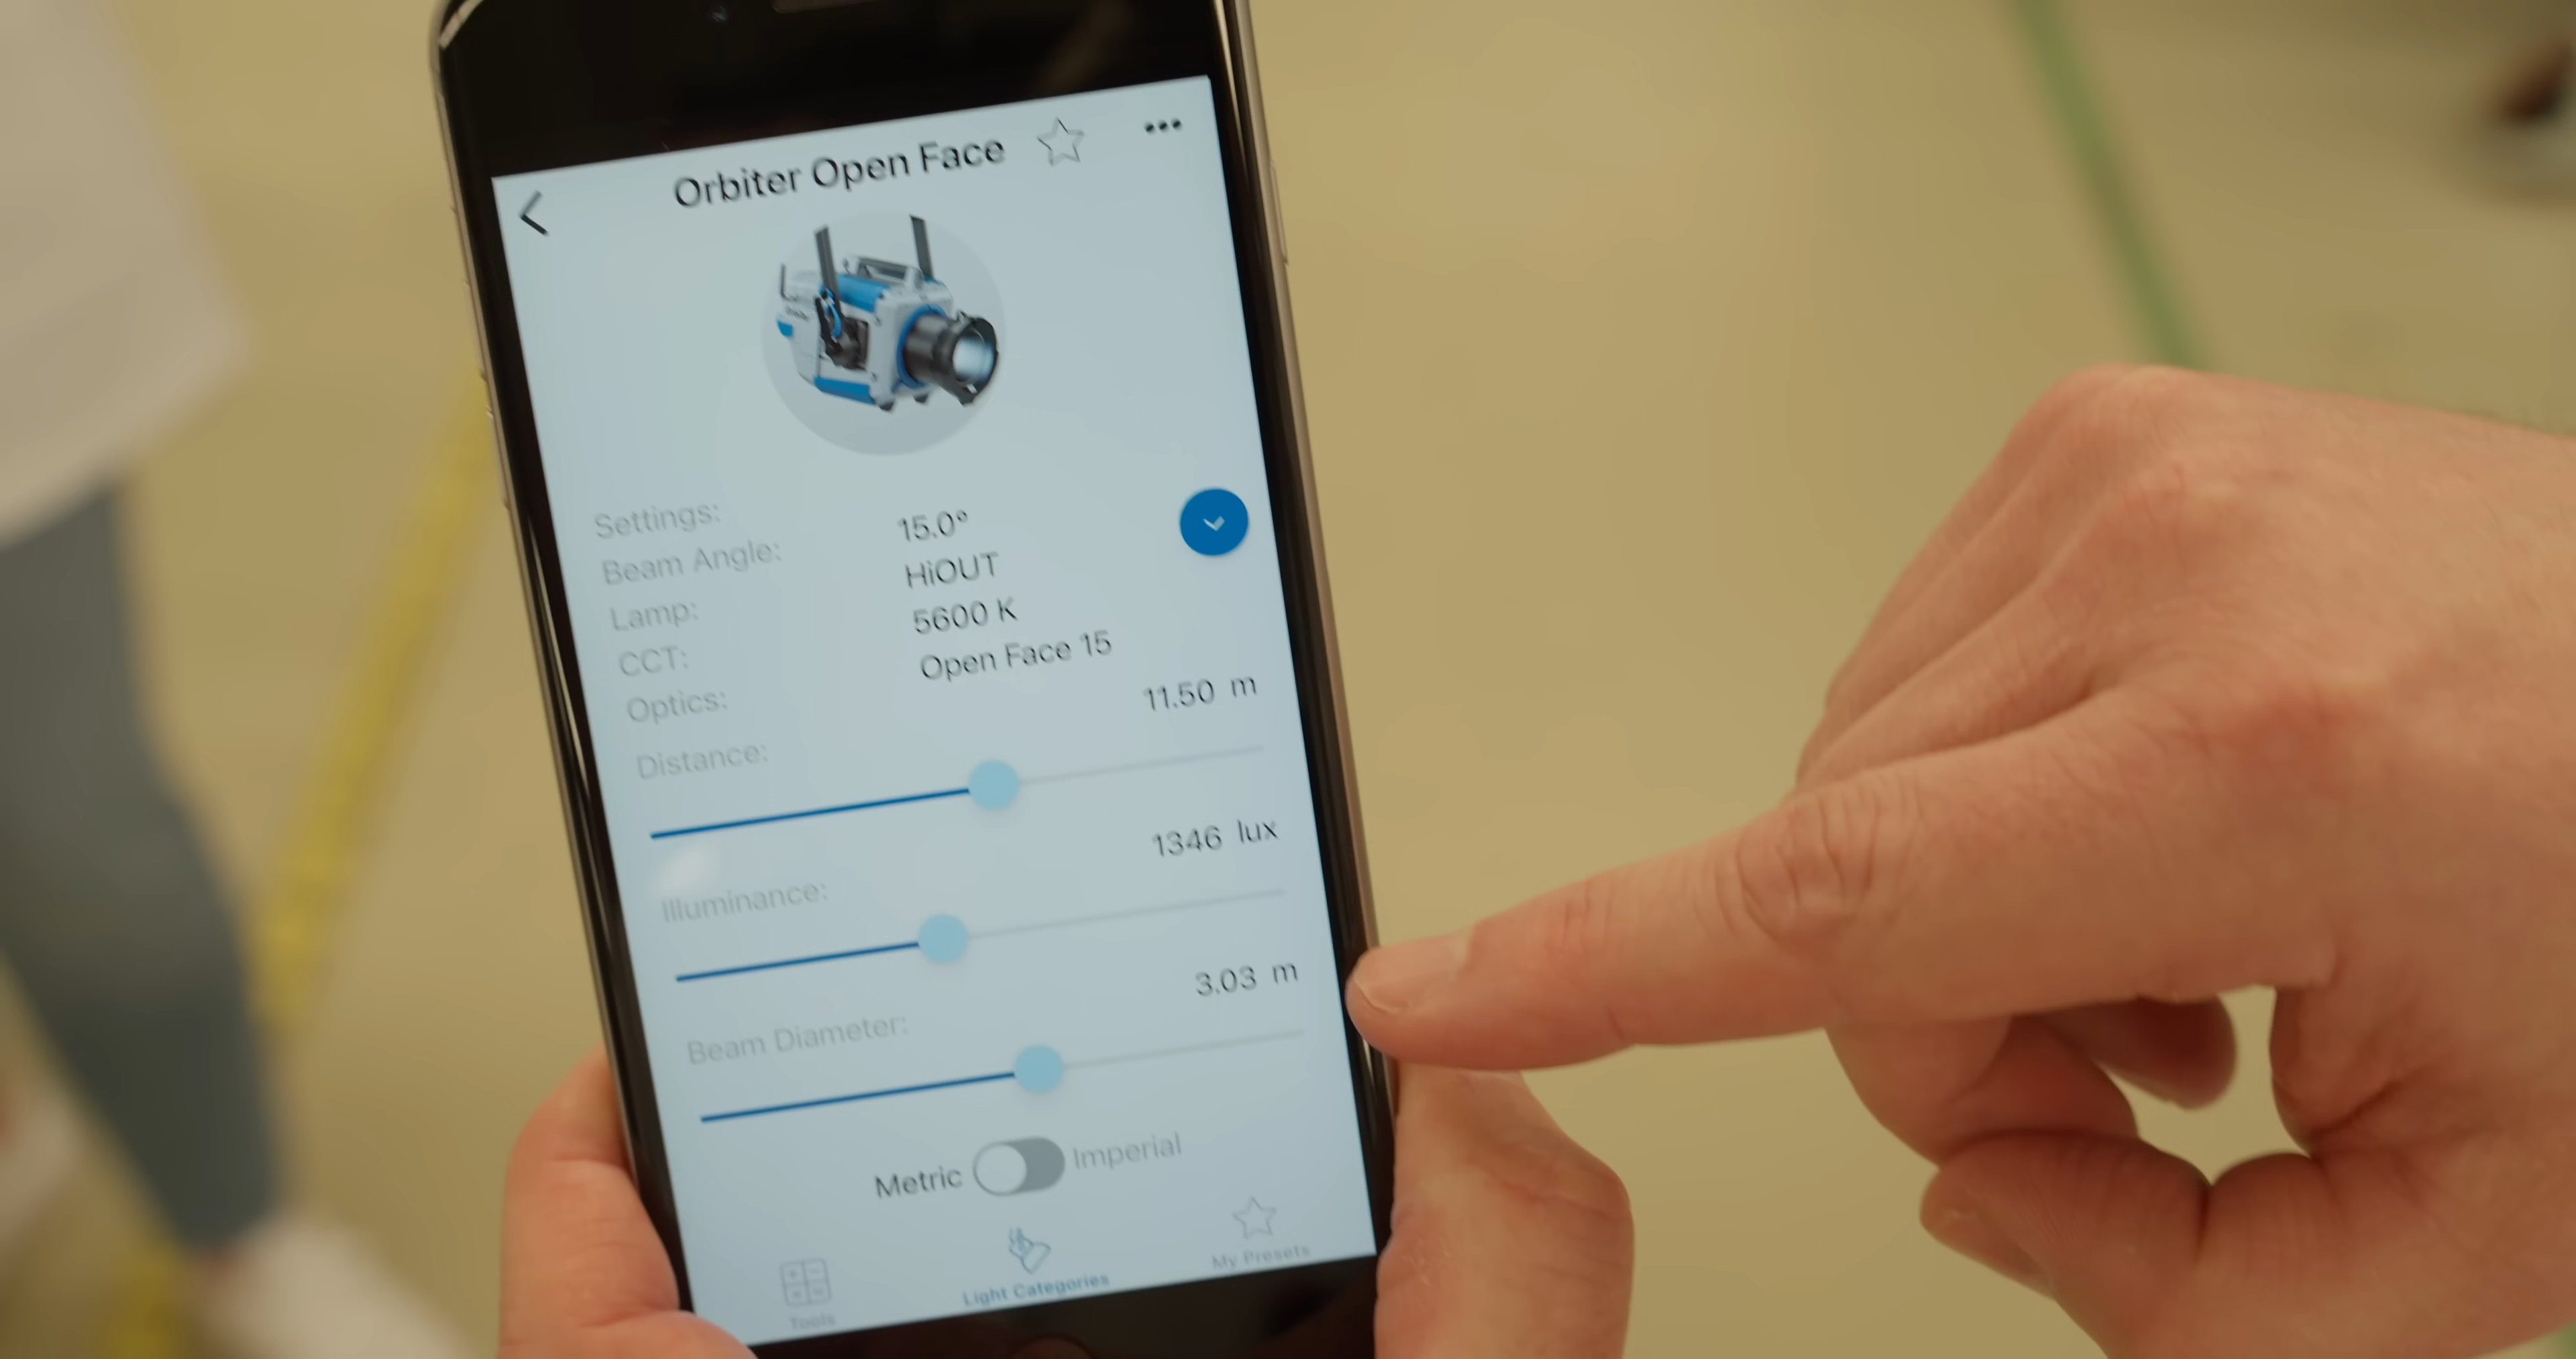 Orbiter Open Face
Settings:
Beam Angle: 15.0°
Lamp: HiOUT
CCT: 5600 K
Optics: Open Face 15
Distance: 11.50 m
Illuminance: 1346 lux
Beam Diameter: 3.03 m
Metric Imperial
Tools Light Categories My Presets